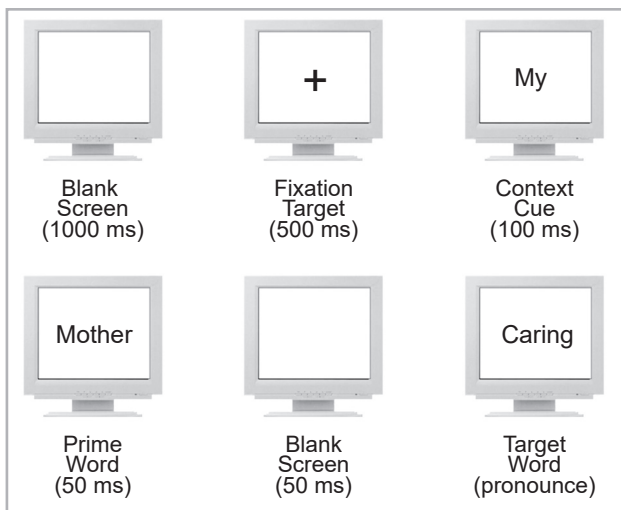 +
My
Blank
Screen
(1000 ms)
Fixation
Target
(500 ms)
Context
Cue
(100 ms)
Mother
Caring
Prime
Word
(50 ms)
Blank
Screen
(50 ms)
Target
Word
(pronounce)